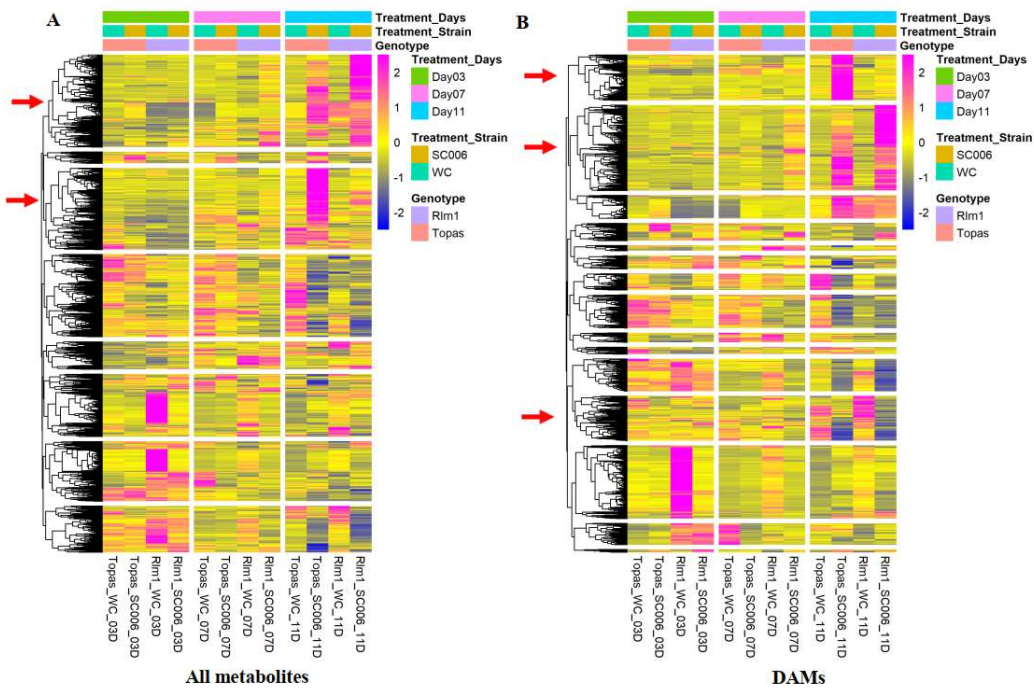 A
Treatment_Days
Treatment_Strain
Genotype
2
1
0
-1
-2
Treatment_Days
Day03
Day07
Day11
Treatment_Strain
SC006
WC
Genotype
Rlm1
Topas
Topas_WC_03D
Topas_SC006_03D
Rlm1_WC_03D
Rlm1_SC006_03D
Topas_WC_07D
Topas_SC006_07D
Rlm1_WC_07D
Rlm1_SC006_07D
Topas_WC_11D
Topas_SC006_11D
Rlm1_WC_11D
Rlm1_SC006_11D
All metabolites
B
Treatment_Days
Treatment_Strain
Genotype
2
1
0
-1
-2
Treatment_Days
Day03
Day07
Day11
Treatment_Strain
SC006
WC
Genotype
Rlm1
Topas
Topas_WC_03D
Topas_SC006_03D
Rlm1_WC_03D
Rlm1_SC006_03D
Topas_WC_07D
Topas_SC006_07D
Rlm1_WC_07D
Rlm1_SC006_07D
Topas_WC_11D
Topas_SC006_11D
Rlm1_WC_11D
Rlm1_SC006_11D
DAMs